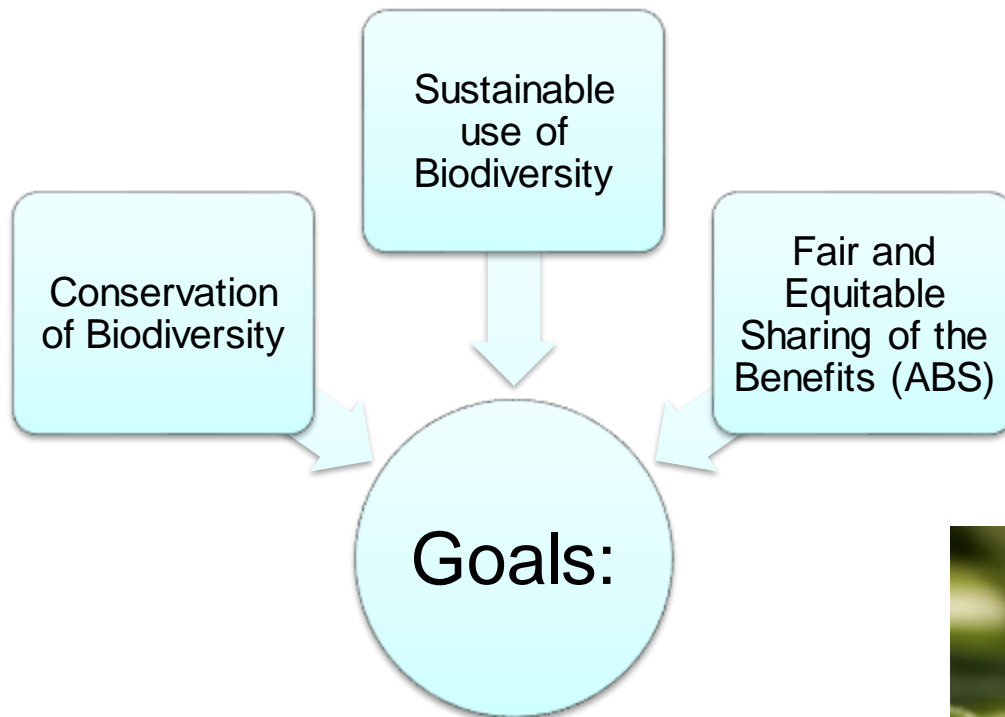 Sustainable
use of
Biodiversity
Conservation
of Biodiversity
Fair and
Equitable
Sharing of the
Benefits (ABS)
Goals: